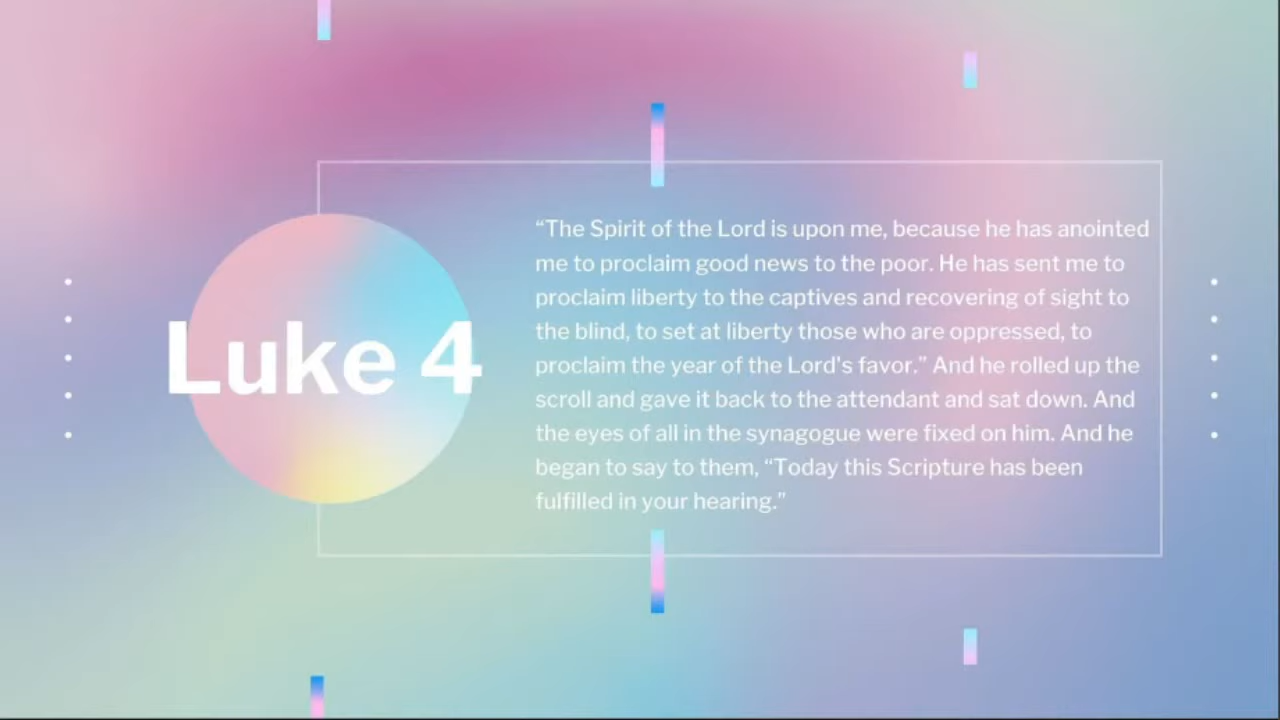 Luke 4
“The Spirit of the Lord is upon me, because he has anointed
me to proclaim good news to the poor. He has sent me to
proclaim liberty to the captives and recovering of sight to
the blind, to set at liberty those who are oppressed, to
proclaim the year of the Lord's favor.” And he rolled up the
scroll and gave it back to the attendant and sat down. And
the eyes of all in the synagogue were fixed on him. And he
began to say to them, “Today this Scripture has been
fulfilled in your hearing.”